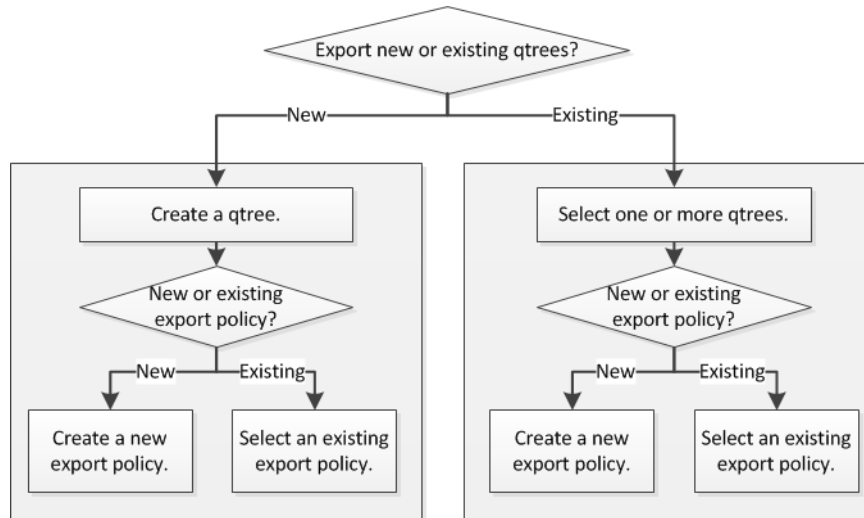 Export new or existing qtrees?
New
Existing
Create a qtree.
New or existing
export policy?
New
Existing
Create a new
export policy.
Select an existing
export policy.
Select one or more qtrees.
New or existing
export policy?
New
Existing
Create a new
export policy.
Select an existing
export policy.